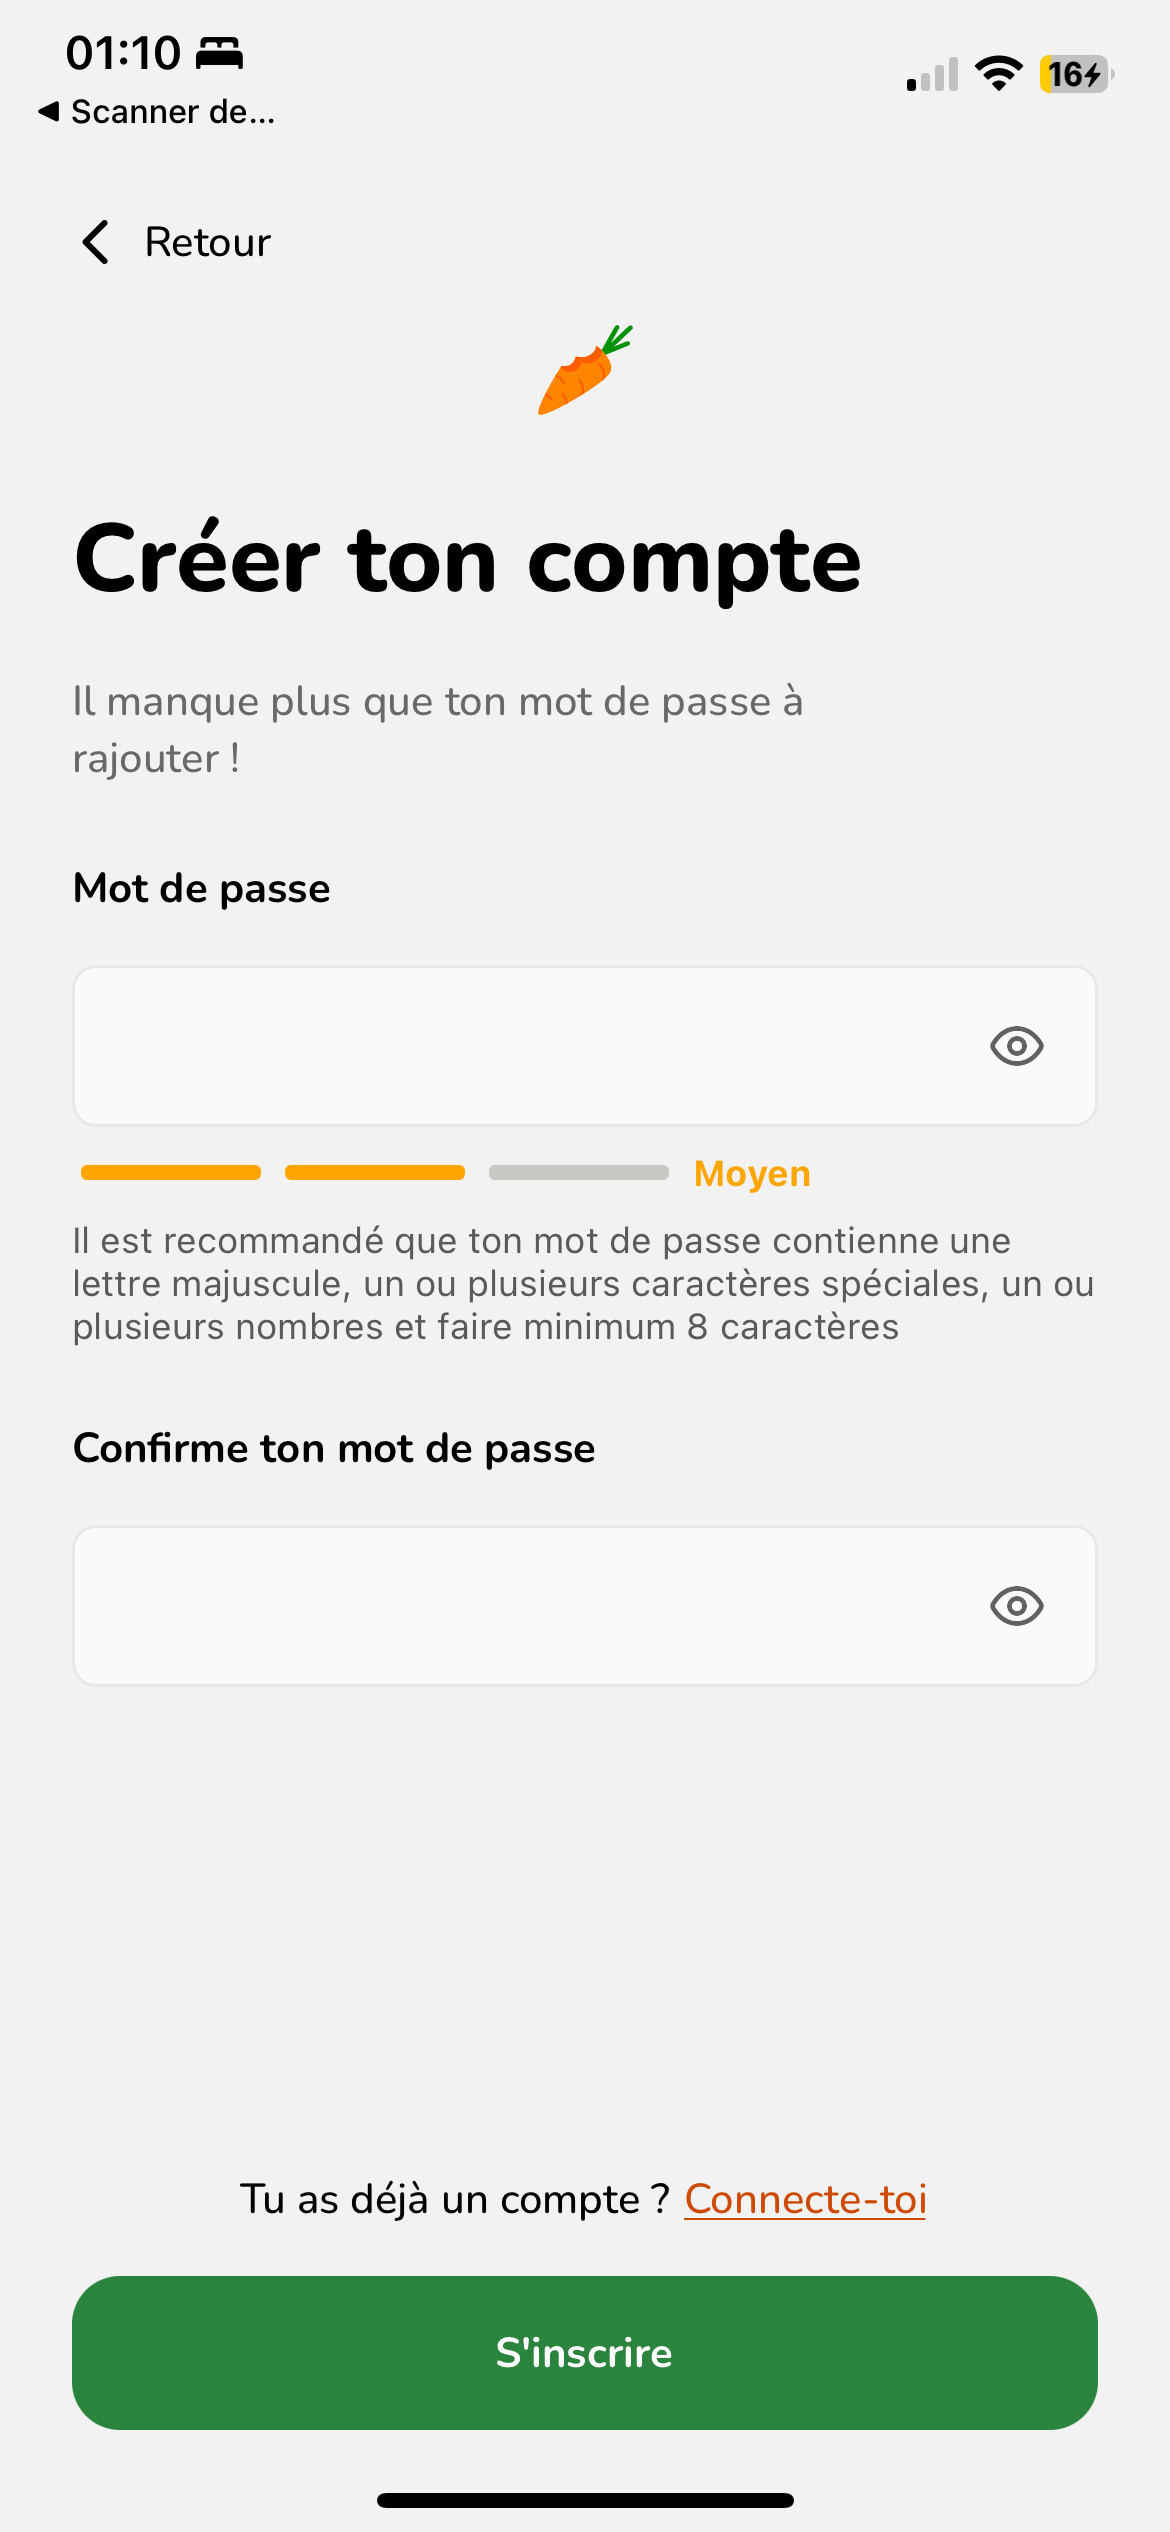 01:10
16
Scanner de...
Retour
Créer ton compte
Il manque plus que ton mot de passe à
rajouter !
Mot de passe
Moyen
Il est recommandé que ton mot de passe contienne une
lettre majuscule, un ou plusieurs caractères spéciales, un ou
plusieurs nombres et faire minimum 8 caractères
Confirme ton mot de passe
Tu as déjà un compte ? Connecte-toi
S'inscrire